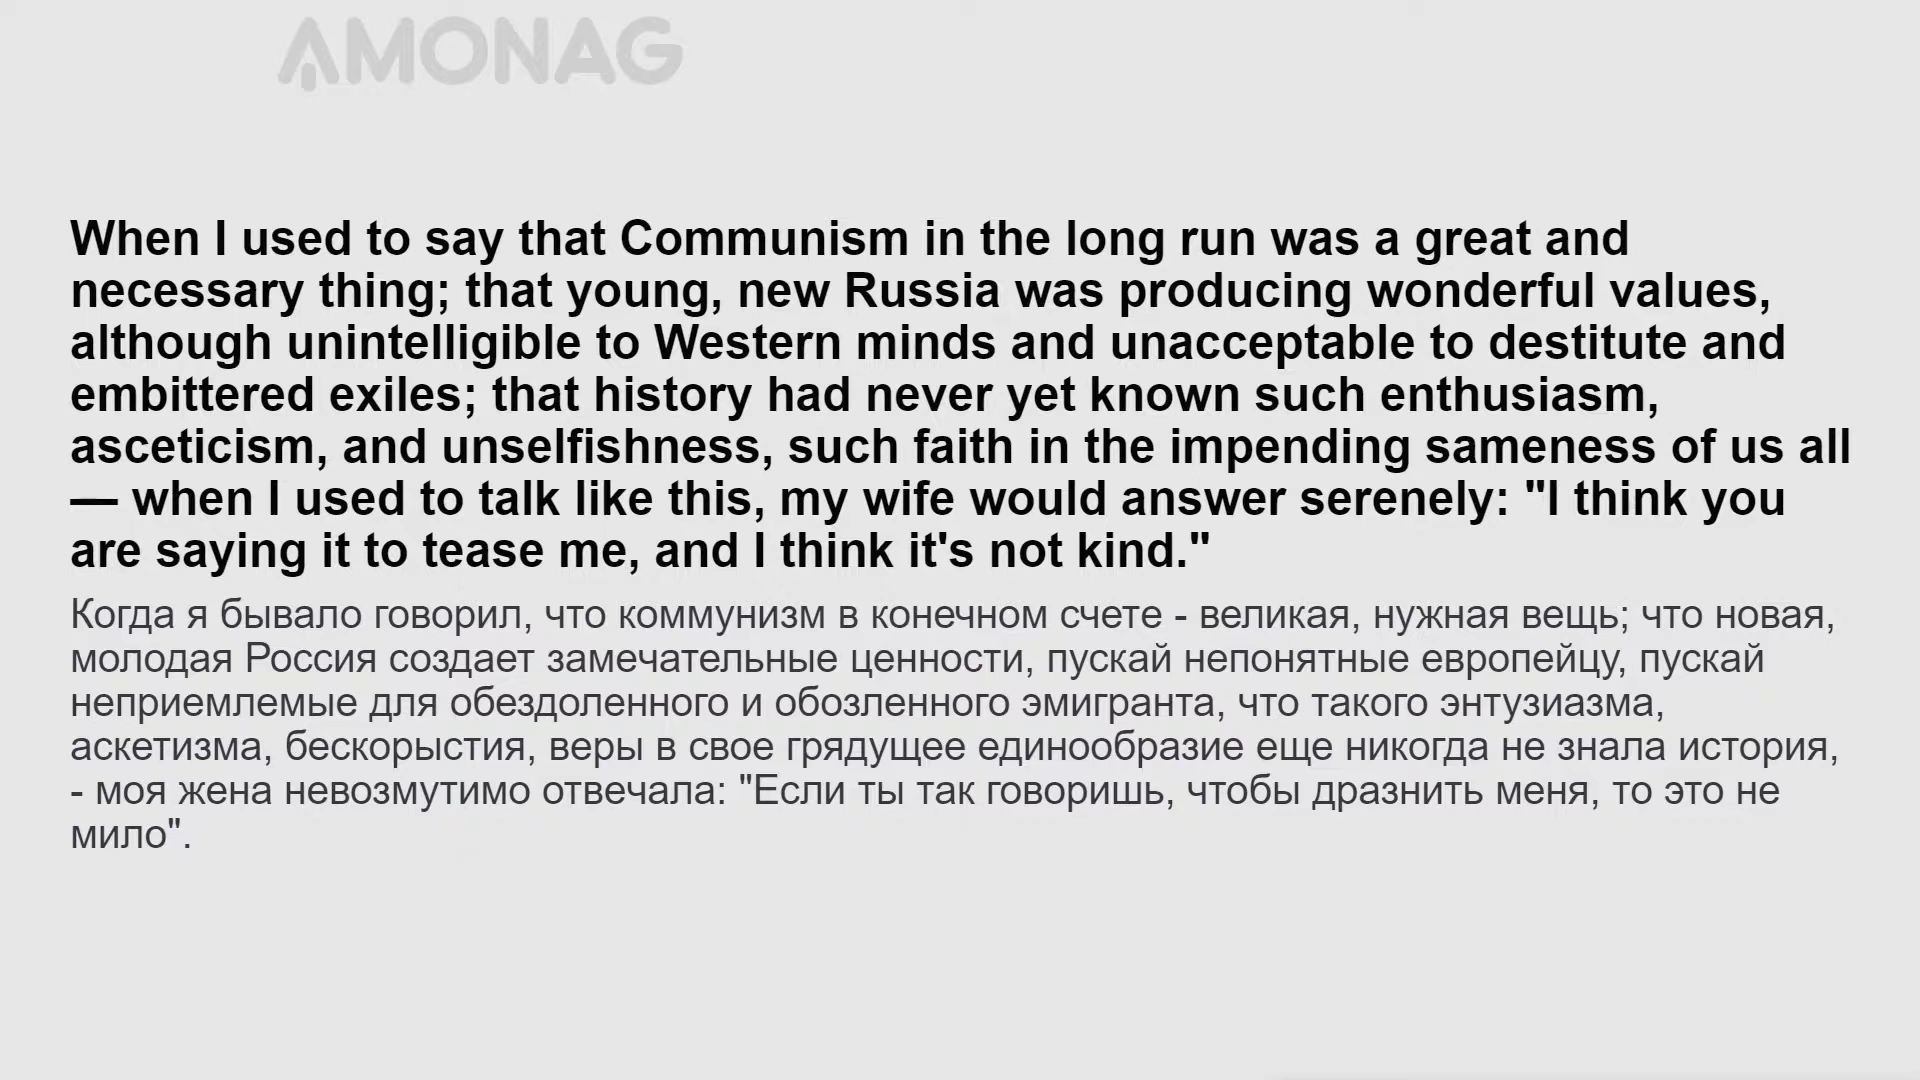 AMONAG
When I used to say that Communism in the long run was a great and
necessary thing; that young, new Russia was producing wonderful values,
although unintelligible to Western minds and unacceptable to destitute and
embittered exiles; that history had never yet known such enthusiasm,
asceticism, and unselfishness, such faith in the impending sameness of us all
— when I used to talk like this, my wife would answer serenely: "I think you
are saying it to tease me, and I think it's not kind."
Когда я бывало говорил, что коммунизм в конечном счете - великая, нужная вещь; что новая,
молодая Россия создает замечательные ценности, пускай непонятные европейцу, пускай
неприемлемые для обездоленного и обозленного эмигранта, что такого энтузиазма,
аскетизма, бескорыстия, веры в свое грядущее единообразие еще никогда не знала история,
- моя жена невозмутимо отвечала: "Если ты так говоришь, чтобы дразнить меня, то это не
мило".